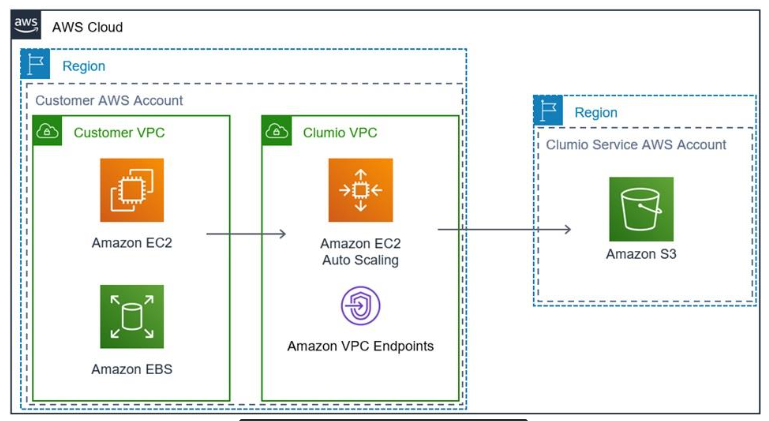 aws
AWS Cloud
Region
Customer AWS Account
Customer VPC
Amazon EC2
Amazon EBS
Clumio VPC
Amazon EC2
Auto Scaling
Amazon VPC Endpoints
Region
Clumio Service AWS Account
Amazon S3